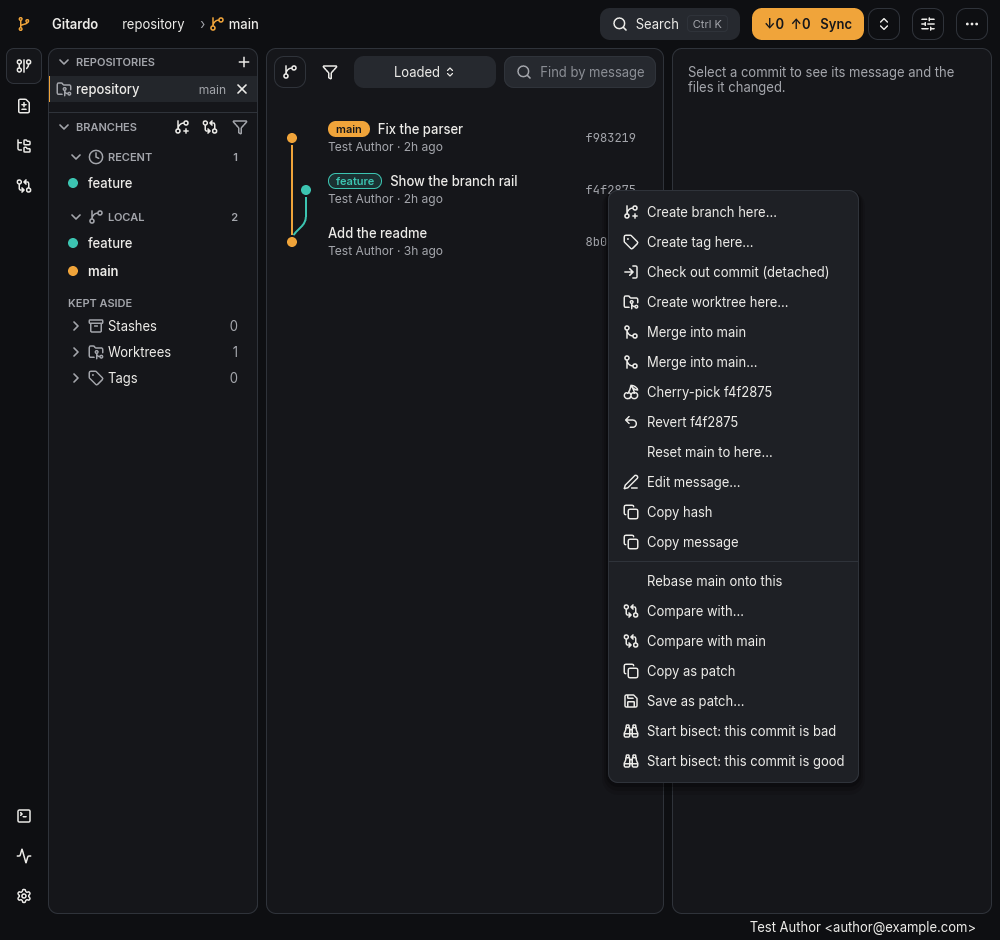 Gitardo repository main Search Ctrl K 0 0 Sync
REPOSITORIES
repository main
BRANCHES
RECENT 1
feature
LOCAL 2
feature
main
KEPT ASIDE
Stashes 0
Worktrees 1
Tags 0
Loaded Find by message
main Fix the parser f983219
Test Author · 2h ago
feature Show the branch rail f4f2875
Test Author · 2h ago
Add the readme 8b0
Test Author · 3h ago
Select a commit to see its message and the
files it changed.
Create branch here...
Create tag here...
Check out commit (detached)
Create worktree here...
Merge into main
Merge into main...
Cherry-pick f4f2875
Revert f4f2875
Reset main to here...
Edit message...
Copy hash
Copy message
Rebase main onto this
Compare with...
Compare with main
Copy as patch
Save as patch...
Start bisect: this commit is bad
Start bisect: this commit is good
Test Author <author@example.com>